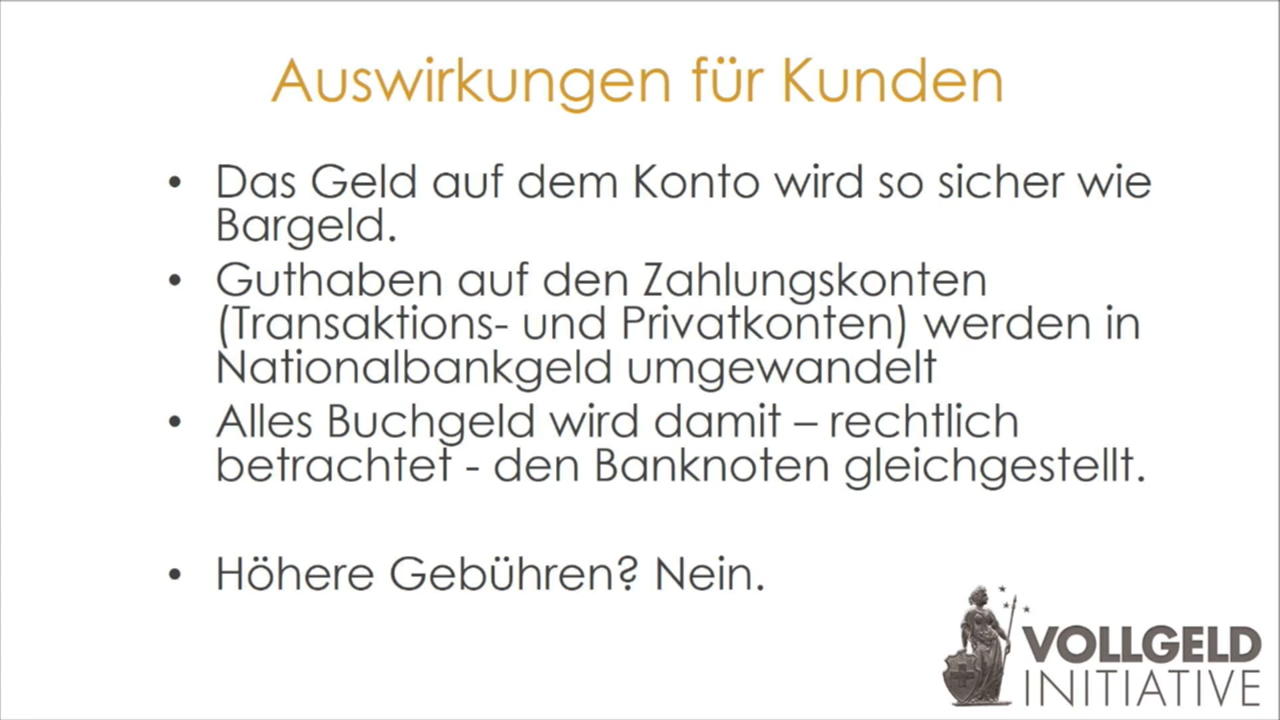 Auswirkungen für Kunden
• Das Geld auf dem Konto wird so sicher wie
Bargeld.
• Guthaben auf den Zahlungskonten
(Transaktions- und Privatkonten) werden in
Nationalbankgeld umgewandelt
• Alles Buchgeld wird damit – rechtlich
betrachtet - den Banknoten gleichgestellt.
• Höhere Gebühren? Nein.
VOLLGELD
INITIATIVE